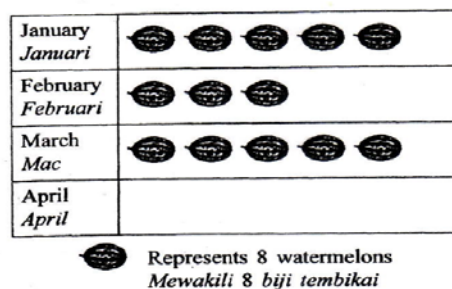 January
Januari
February
Februari
March
Mac
April
April
Represents 8 watermelons
Mewakili 8 biji tembikai